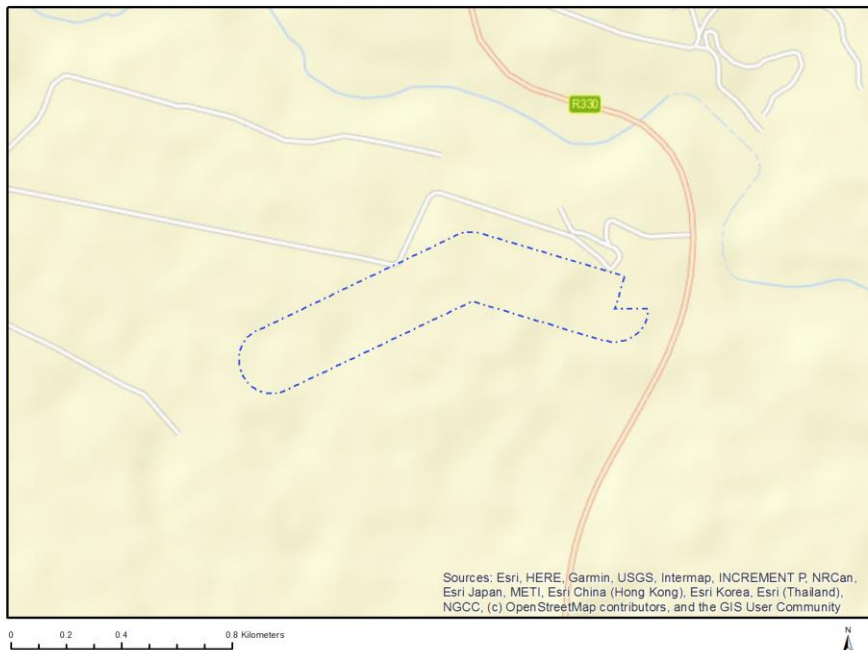 R330
Sources: Esri, HERE, Garmin, USGS, Intermap, INCREMENT P, NRCan,
Esri Japan, METI, Esri China (Hong Kong), Esri Korea, Esri (Thailand),
NGCC, (c) OpenStreetMap contributors, and the GIS User Community
0 0.2 0.4 0.8 Kilometers
N